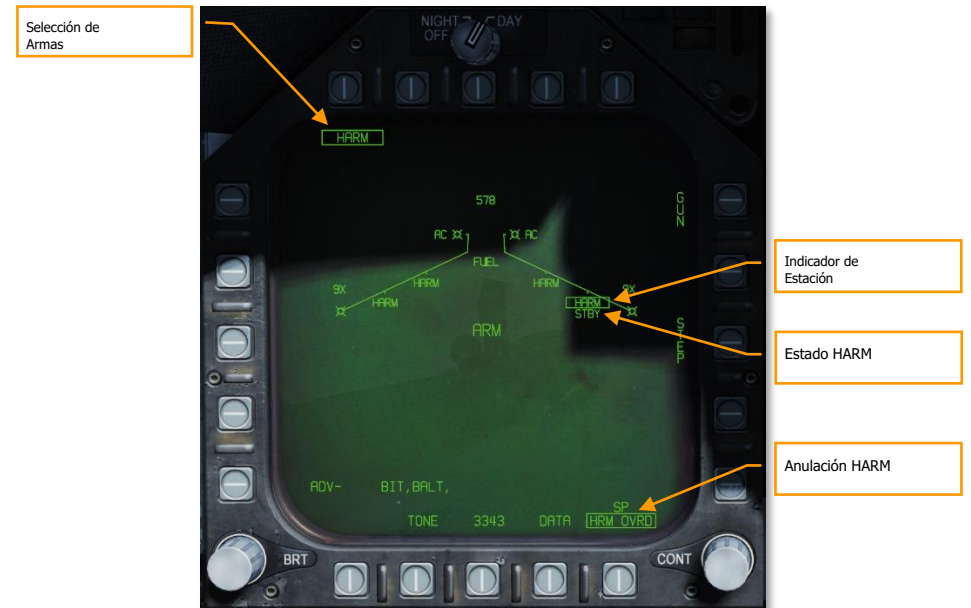 Selección de
Armas
NIGHT DAY
OFF
HARM
578
GUN
AC AC
FUEL
HARM HARM
9X 9X
HARM HARM
STBY
ARM
STEP
Indicador de
Estación
Estado HARM
Anulación HARM
ADV- BIT,BALT,
SP
TONE 3343 DATA HRM OVRD
BRT CONT